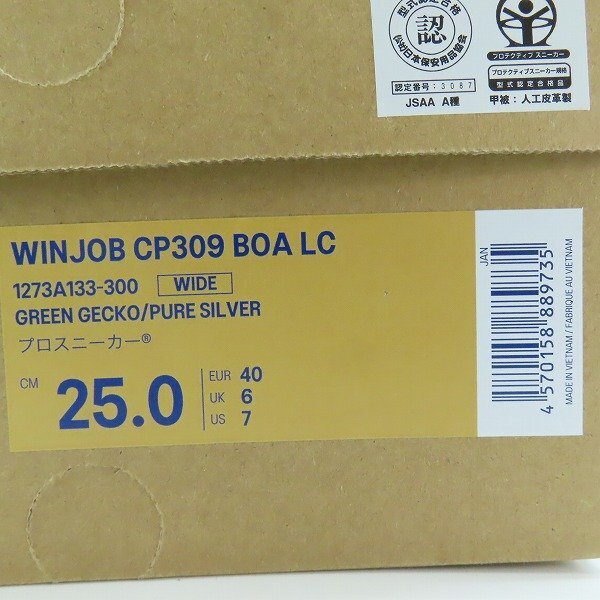 型式認定合格
認
(公社)日本保安用品協会
認定番号:3087
JSAA A種
プロテクティブ スニーカー
プロテクティブスニーカー規格
型式認定合格品
甲被:人工皮革製
WINJOB CP309 BOA LC
1273A133-300 WIDE
GREEN GECKO/PURE SILVER
プロスニーカー®
CM 25.0
EUR 40
UK 6
US 7
JAN
4 570158 889735
MADE IN VIETNAM / FABRIQUE AU VIETNAM